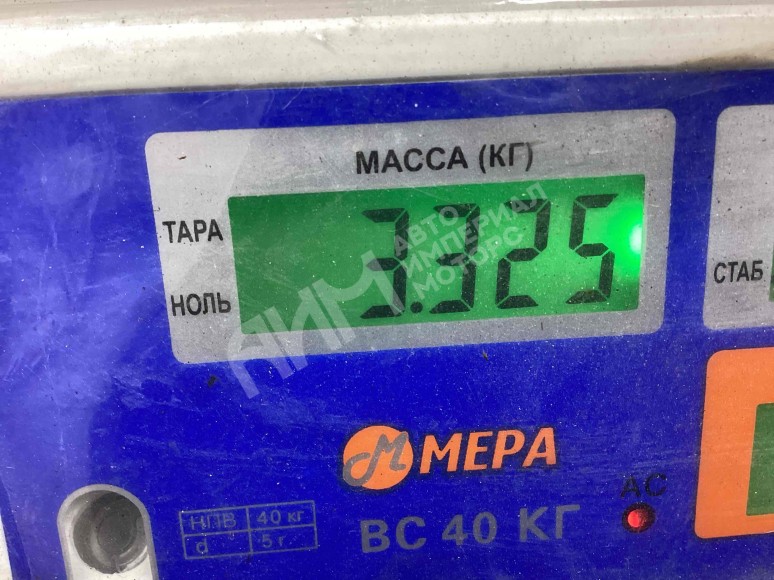 МАССА (КГ)
ТАРА
3.325
НОЛЬ
СТАБ
АВТО
ИМПЕРИАЛ
МОТОРС
АИМ
МЕРА
АС
НПВ 40 кг
d 5 г.
ВС 40 КГ